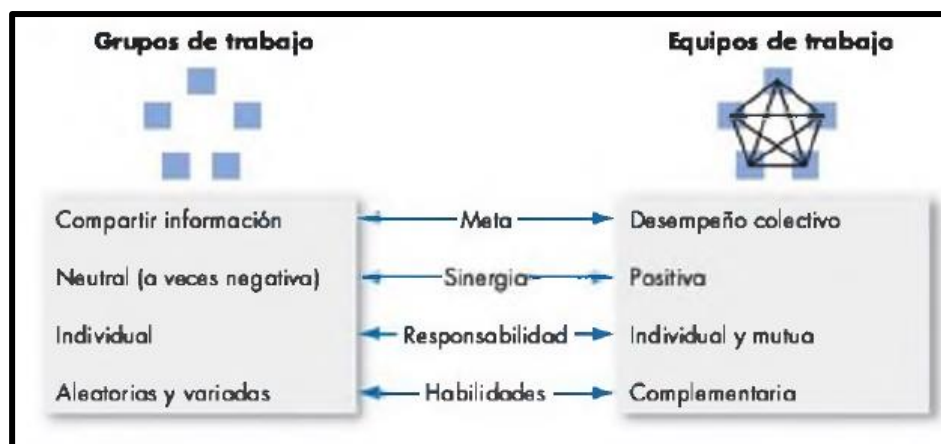 Grupos de trabajo
Equipos de trabajo
Compartir información Meta Desempeño colectivo
Neutral (a veces negativa) Sinergia Positiva
Individual Responsabilidad Individual y mutua
Aleatorias y variadas Habilidades Complementaria